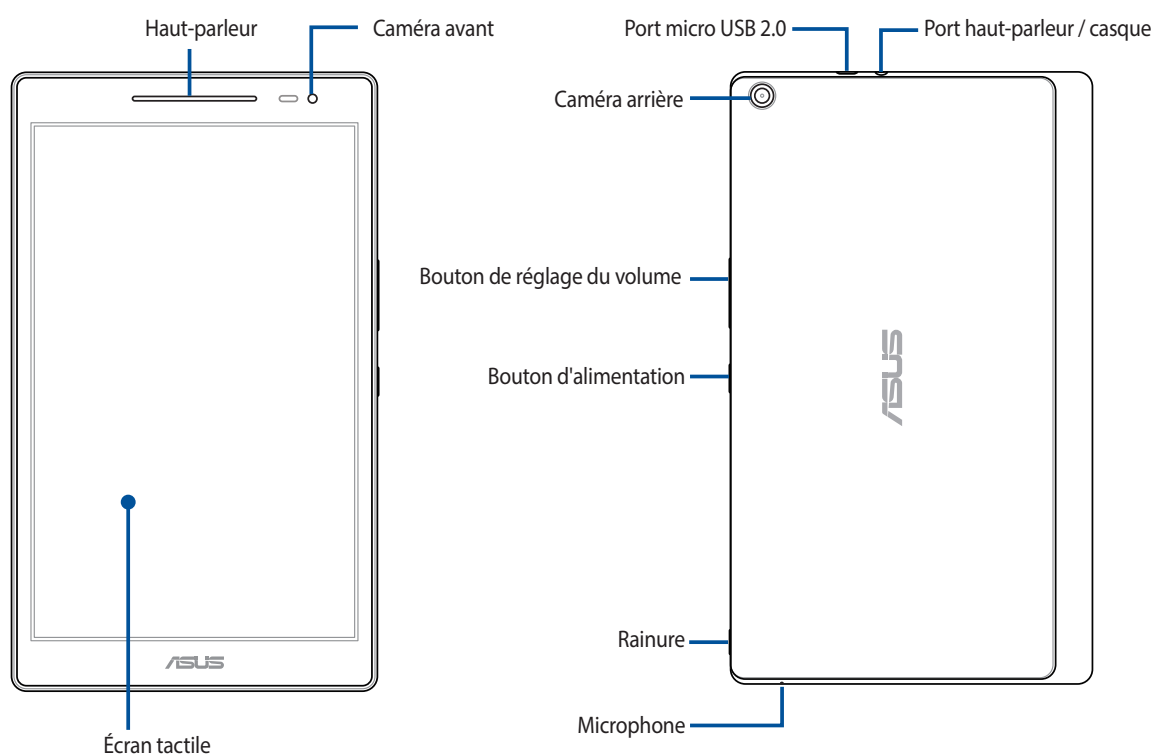 Haut-parleur
Caméra avant
Port micro USB 2.0
Port haut-parleur / casque
Caméra arrière
Bouton de réglage du volume
Bouton d'alimentation
ASUS
Rainure
ASUS
Microphone
Écran tactile